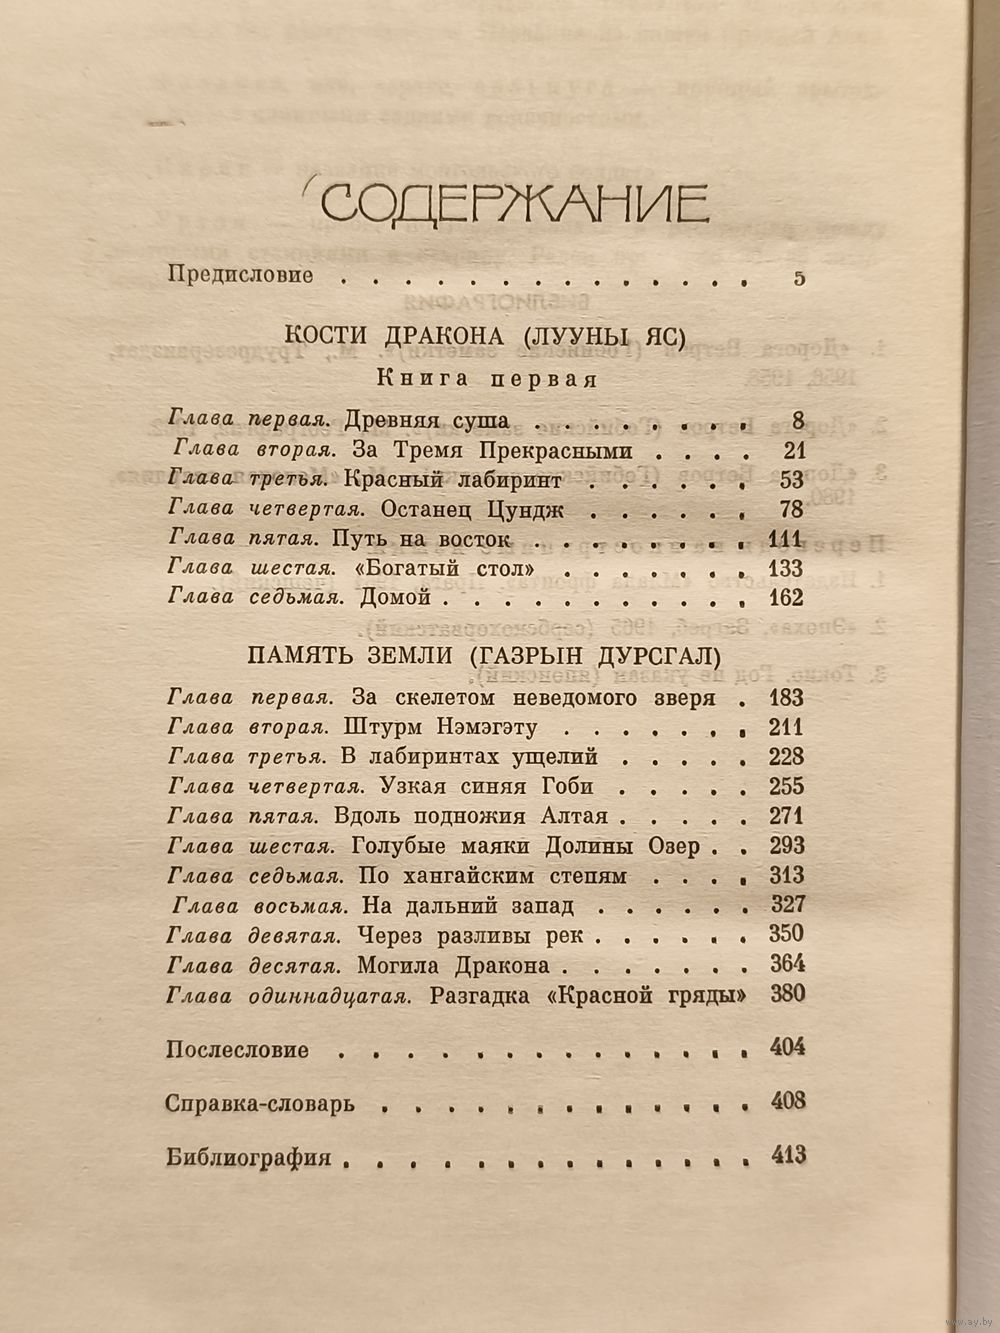 СОДЕРЖАНИЕ
Предисловие . . . . . . . . . . . . . . 5
КОСТИ ДРАКОНА (ЛУУНЫ ЯС)
Книга первая
Глава первая. Древняя суша . . . . . . . . 8
Глава вторая. За Тремя Прекрасными . . . . 21
Глава третья. Красный лабиринт . . . . . . 53
Глава четвертая. Останец Цундж . . . . . . 78
Глава пятая. Путь на восток . . . . . . . . 111
Глава шестая. «Богатый стол» . . . . . . . 133
Глава седьмая. Домой . . . . . . . . . . . 162
ПАМЯТЬ ЗЕМЛИ (ГАЗРЫН ДУРСГАЛ)
Глава первая. За скелетом неведомого зверя . 183
Глава вторая. Штурм Нэмэгэту . . . . . . . 211
Глава третья. В лабиринтах ущелий . . . . . 228
Глава четвертая. Узкая синяя Гоби . . . . . 255
Глава пятая. Вдоль подножия Алтая . . . . . 271
Глава шестая. Голубые маяки Долины Озер . . 293
Глава седьмая. По хангайским степям . . . . 313
Глава восьмая. На дальний запад . . . . . . 327
Глава девятая. Через разливы рек . . . . . . 350
Глава десятая. Могила Дракона . . . . . . . 364
Глава одиннадцатая. Разгадка «Красной гряды» 380
Послесловие . . . . . . . . . . . . . . 404
Справка-словарь . . . . . . . . . . . . 408
Библиография . . . . . . . . . . . . . 413
www.ay.by